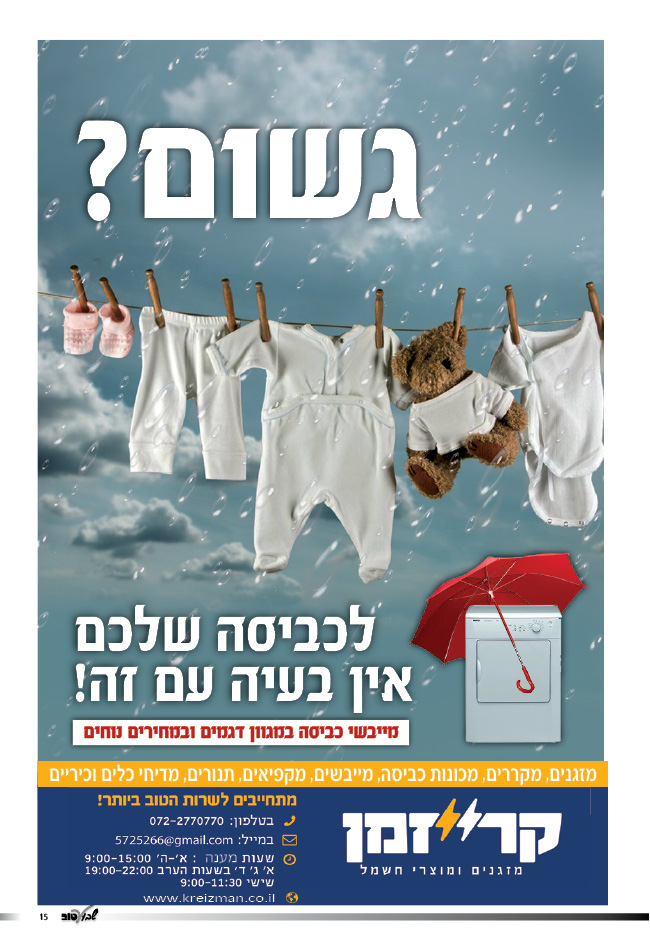 גשום?
לכביסה שלכם
אין בעיה עם זה!
מייבשי כביסה במגוון דגמים ובמחירים נוחים
מזגנים, מקררים, מכונות כביסה, מייבשים, מקפיאים, תנורים, מדיחי כלים וכיריים
קרייזמן
מזגנים ומוצרי חשמל
מתחייבים לשרות הטוב ביותר!
בטלפון: 072-2770770
במייל: 5725266@gmail.com
שעות מענה : א'-ה' 9:00-15:00
א' ג' ד' בשעות הערב 19:00-22:00
שישי 9:00-11:30
www.kreizman.co.il
15